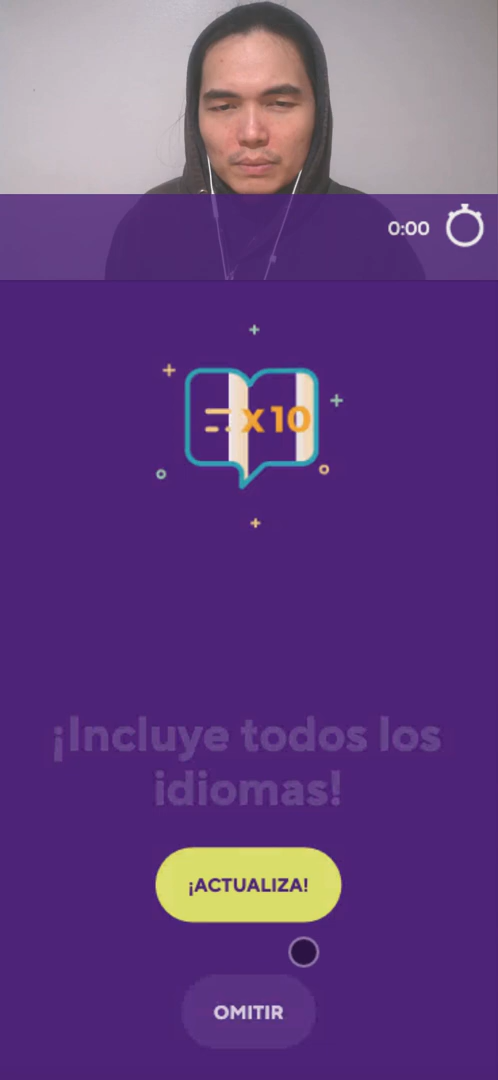 0:00
x10
¡Incluye todos los
idiomas!
¡ACTUALIZA!
OMITIR